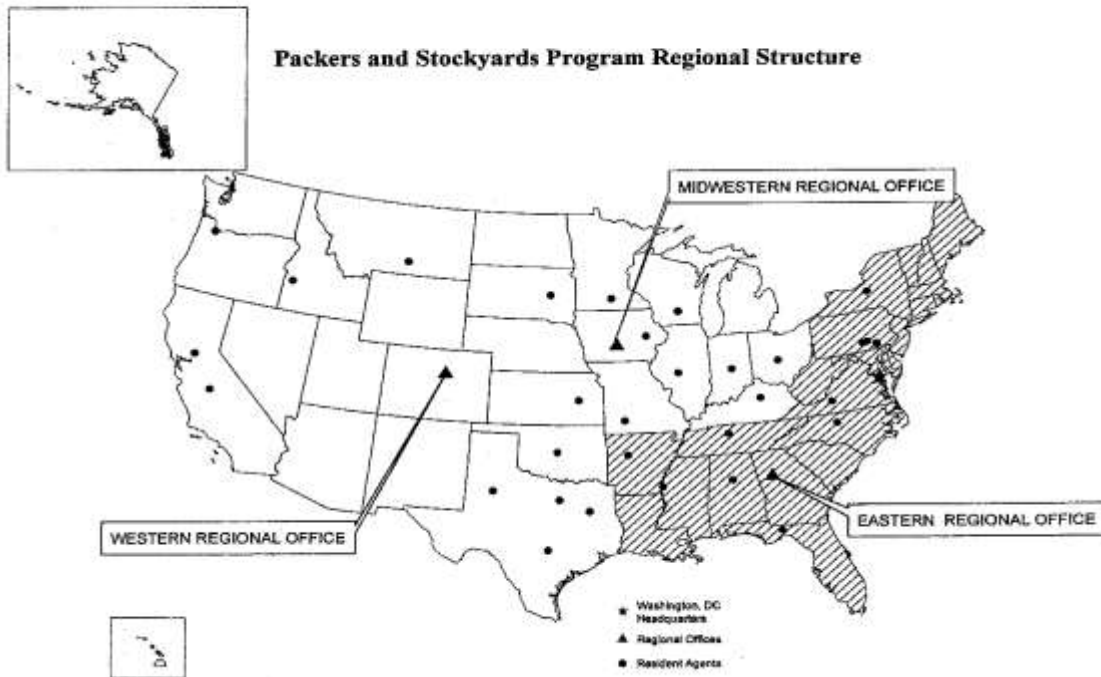 Packers and Stockyards Program Regional Structure
MIDWESTERN REGIONAL OFFICE
WESTERN REGIONAL OFFICE
EASTERN REGIONAL OFFICE
Washington, DC
Headquarters
Regional Offices
Resident Agents